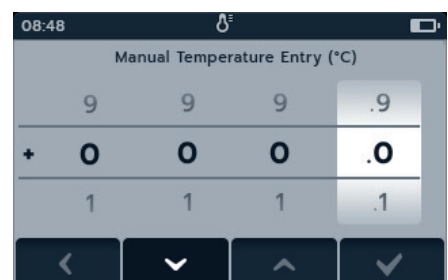 08:48
Manual Temperature Entry (°C)
9 9 9 .9
+ 0 0 0 .0
1 1 1 .1